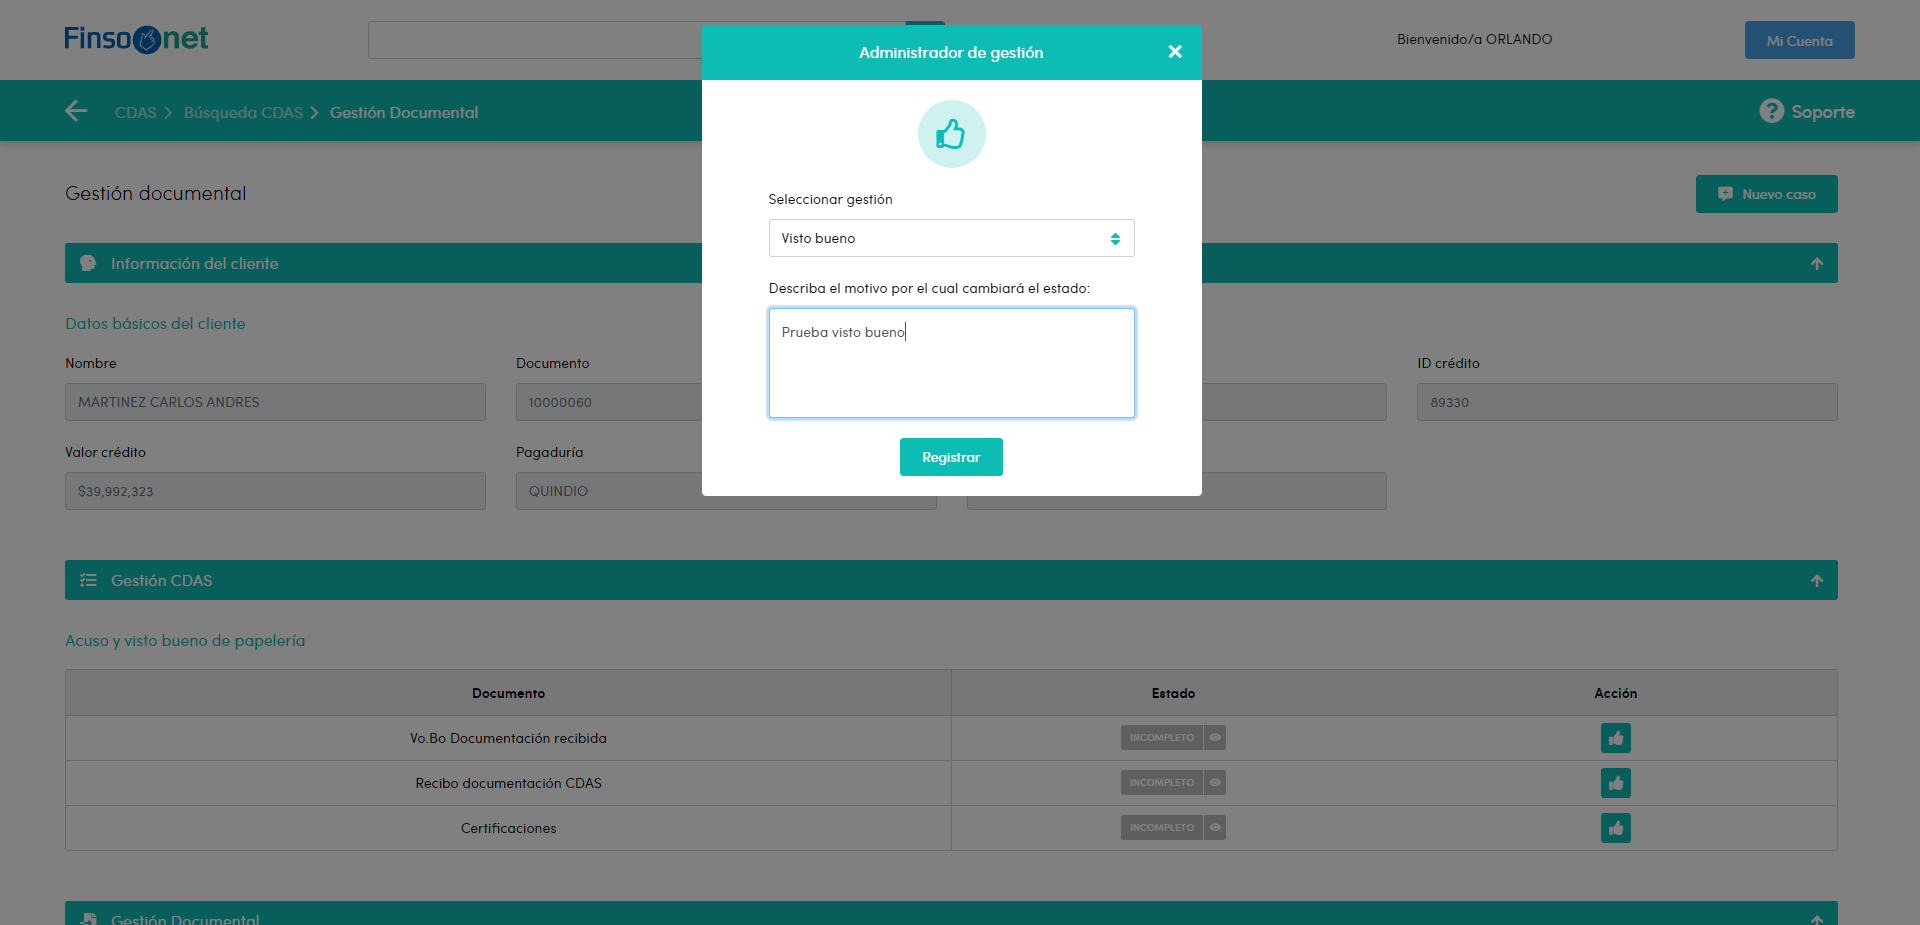 Finsonet
Bienvenido/a ORLANDO
Mi Cuenta
Administrador de gestión
CDAS
Búsqueda CDAS
Gestión Documental
Soporte
Seleccionar gestión
Visto bueno
Describa el motivo por el cual cambiará el estado:
Prueba visto bueno
Registrar
Gestión documental
Nuevo caso
Información del cliente
Datos básicos del cliente
Nombre
Documento
ID crédito
MARTINEZ CARLOS ANDRES
10000060
89330
Valor crédito
Pagaduría
$39,992,323
QUINDIO
Gestión CDAS
Acuso y visto bueno de papelería
Documento Estado Acción
Vo.Bo Documentación recibida INCOMPLETO
Recibo documentación CDAS INCOMPLETO
Certificaciones INCOMPLETO
Gestión Documental